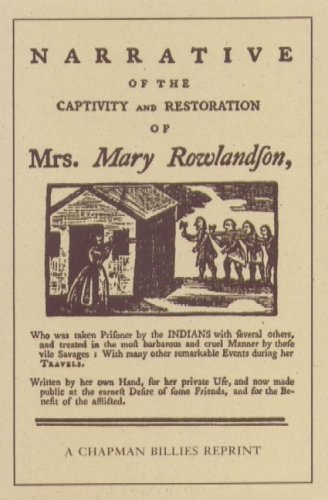 NARRATIVE
OF THE
CAPTIVITY AND RESTORATION
OF
Mrs. Mary Rowlandſon,
Who was taken Priſoner by the INDIANS with ſeveral others,
and treated in the moſt barbarous and cruel Manner by thoſe
vile Savages : With many other remarkable Events during her
TRAVELS.
Written by her own Hand, for her private Uſe, and now made
public at the earneſt Deſire of ſome Friends, and for the Be-
nefit of the afflicted.
A CHAPMAN BILLIES REPRINT